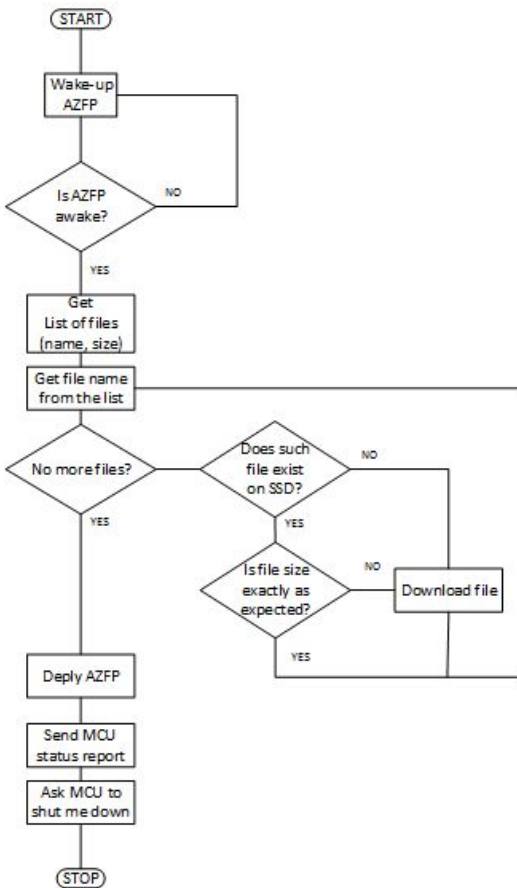 START
Wake-up
AZFP
Is AZFP
awake?
NO
YES
Get
List of files
(name, size)
Get file name
from the list
No more files?
YES
Does such
file exist
on SSD?
NO
YES
Is file size
exactly as
expected?
NO
YES
Download file
Deply AZFP
Send MCU
status report
Ask MCU to
shut me down
STOP